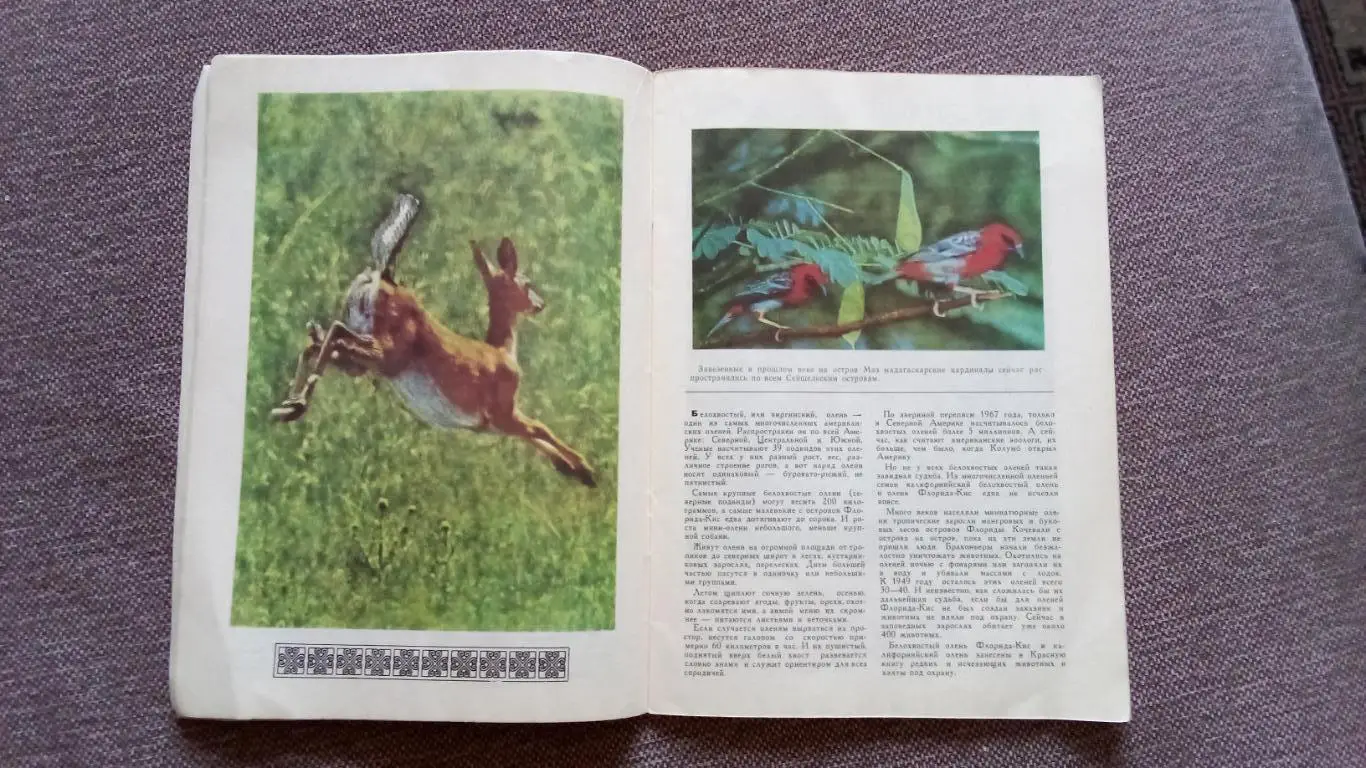 Завезенные в прошлом веке на остров Маэ мадагаскарские кардиналы сейчас рас-
пространились по всем Сейшельским островам.
Белохвостый, или виргинский, олень —
один из самых многочисленных американ-
ских оленей. Распространен он по всей Аме-
рике: Северной, Центральной и Южной.
Ученые насчитывают 39 подвидов этих оле-
ней. У всех у них разный рост, вес, раз-
личное строение рогов, а вот наряд олени
носят одинаковый — буровато-рыжий, не
пятнистый.
Самые крупные белохвостые олени (се-
верные подвиды) могут весить 200 кило-
граммов, а самые маленькие с островов Фло-
рида-Кис едва дотягивают до сорока. И ро-
ста мини-олени небольшого, меньше круп-
ной собаки.
Живут олени на огромной площади от тро-
пиков до северных широт в лесах, кустарни-
ковых зарослях, перелесках. Днем большей
частью пасутся в одиночку или небольши-
ми группами.
Летом щиплют сочную зелень, осенью,
когда созревают ягоды, фрукты, орехи, охот-
но лакомятся ими, а зимой меню их скром-
нее — питаются листьями и веточками.
Если случается оленям вырваться на про-
стор, несутся галопом со скоростью при-
мерно 60 километров в час. И их пушистый,
поднятый вверх белый хвост развевается
словно знамя и служит ориентиром для всех
сородичей.
По звериной переписи 1967 года, только
в Северной Америке насчитывалось бело-
хвостых оленей более 5 миллионов. А сей-
час, как считают американские зоологи, их
больше, чем было, когда Колумб открыл
Америку.
Но не у всех белохвостых оленей такая
завидная судьба. Из многочисленной оленьей
семьи калифорнийский белохвостый олень
и олень Флорида-Кис едва не исчезли
вовсе.
Много веков населяли миниатюрные оле-
ни тропические заросли мангровых и буко-
вых лесов островов Флориды. Кочевали с
острова на остров, пока на эти земли не
пришли люди. Браконьеры начали безжа-
лостно уничтожать животных. Охотились на
оленей ночью с фонарями или загоняли их
в воду и убивали массами с лодок.
К 1949 году осталось этих оленей всего
30—40. И неизвестно, как сложилась бы их
дальнейшая судьба, если бы для оленей
Флорида-Кис не был создан заказник и
животных не взяли под охрану. Сейчас в
заповедных зарослях обитает уже около
400 животных.
Белохвостый олень Флорида-Кис и ка-
лифорнийский олень занесены в Красную
книгу редких и исчезающих животных и
взяты под охрану.